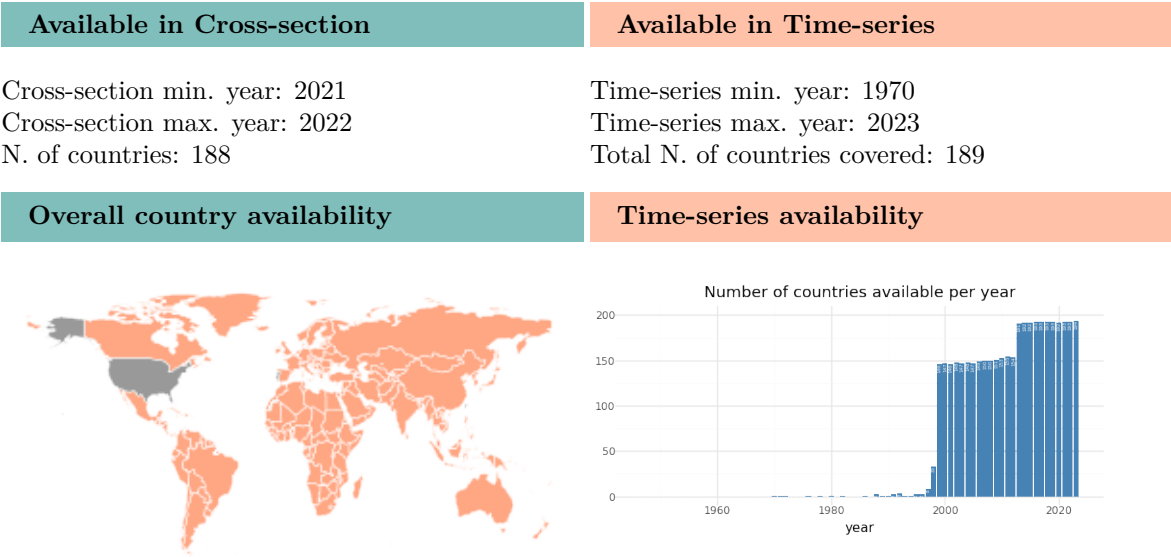 Available in Cross-section
Available in Time-series
Cross-section min. year: 2021
Cross-section max. year: 2022
N. of countries: 188
Time-series min. year: 1970
Time-series max. year: 2023
Total N. of countries covered: 189
Overall country availability
Time-series availability
Number of countries available per year
200
150
100
50
0
1960
1980
2000
2020
year